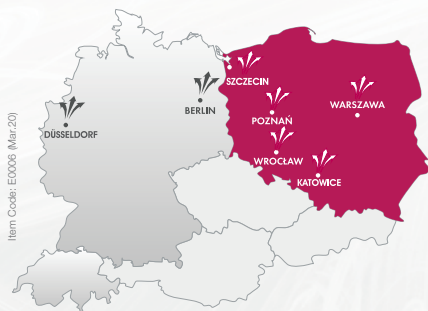 SZCZECIN
BERLIN
WARSZAWA
POZNAŃ
DÜSSELDORF
WROCŁAW
KATOWICE
Item Code: E0006 (Mar.20)